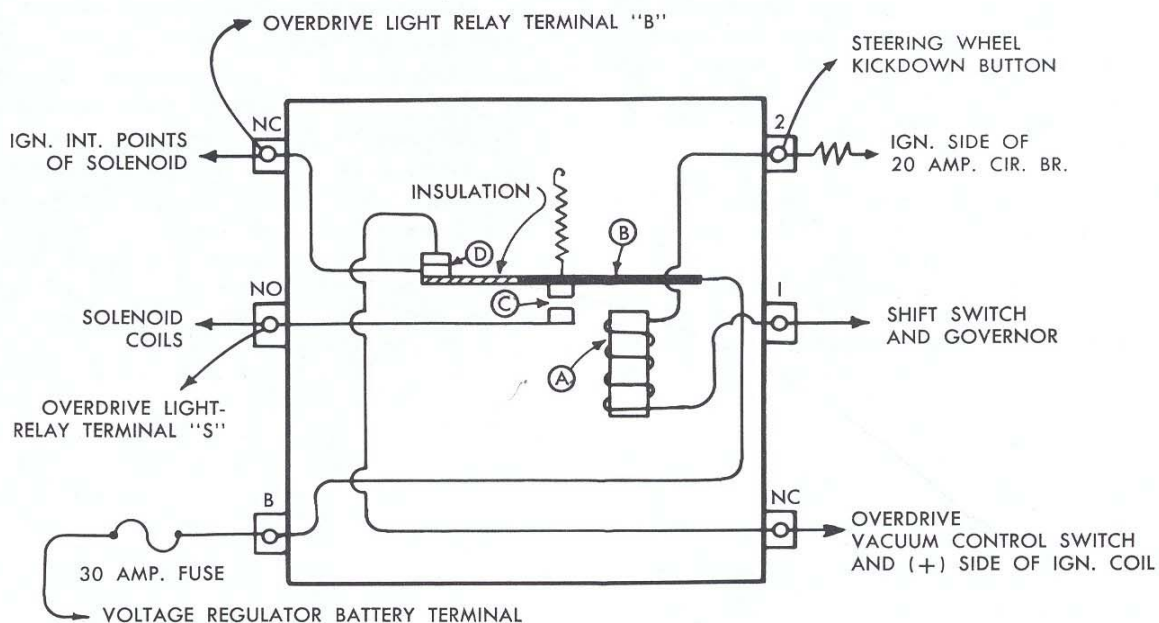 OVERDRIVE LIGHT RELAY TERMINAL "B"
STEERING WHEEL
KICKDOWN BUTTON
NC
2
IGN. INT. POINTS
OF SOLENOID
IGN. SIDE OF
20 AMP. CIR. BR.
INSULATION
D
B
C
NO
1
SOLENOID
COILS
SHIFT SWITCH
AND GOVERNOR
A
OVERDRIVE LIGHT-
RELAY TERMINAL "S"
B
NC
30 AMP. FUSE
OVERDRIVE
VACUUM CONTROL SWITCH
AND (+) SIDE OF IGN. COIL
VOLTAGE REGULATOR BATTERY TERMINAL